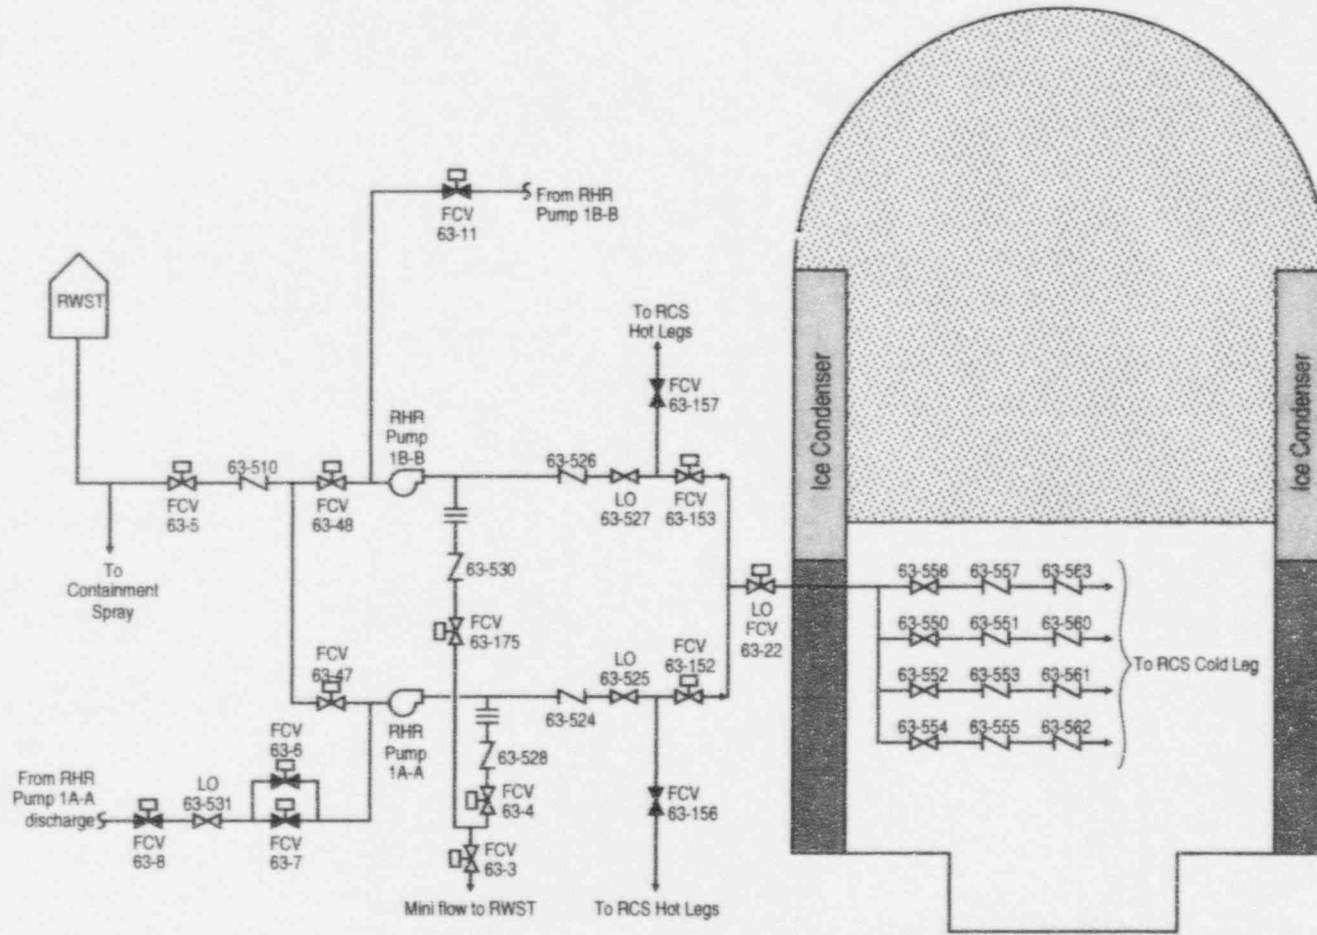 From RHR
Pump 1B-B
FCV
63-11
RWST
To RCS
Hot Legs
FCV
63-157
RHR
Pump
1B-B
63-510
63-526
FCV
63-5
FCV
63-48
LO
63-527
FCV
63-153
To
Containment
Spray
63-530
FCV
63-175
LO
FCV
63-22
FCV
63-47
LO
63-525
FCV
63-152
63-524
RHR
Pump
1A-A
FCV
63-6
63-528
From RHR
Pump 1A-A
discharge
LO
63-531
FCV
63-4
FCV
63-156
FCV
63-8
FCV
63-7
FCV
63-3
Mini flow to RWST
To RCS Hot Legs
Ice Condenser
Ice Condenser
63-556
63-557
63-563
63-550
63-551
63-560
63-552
63-553
63-561
63-554
63-555
63-562
To RCS Cold Leg